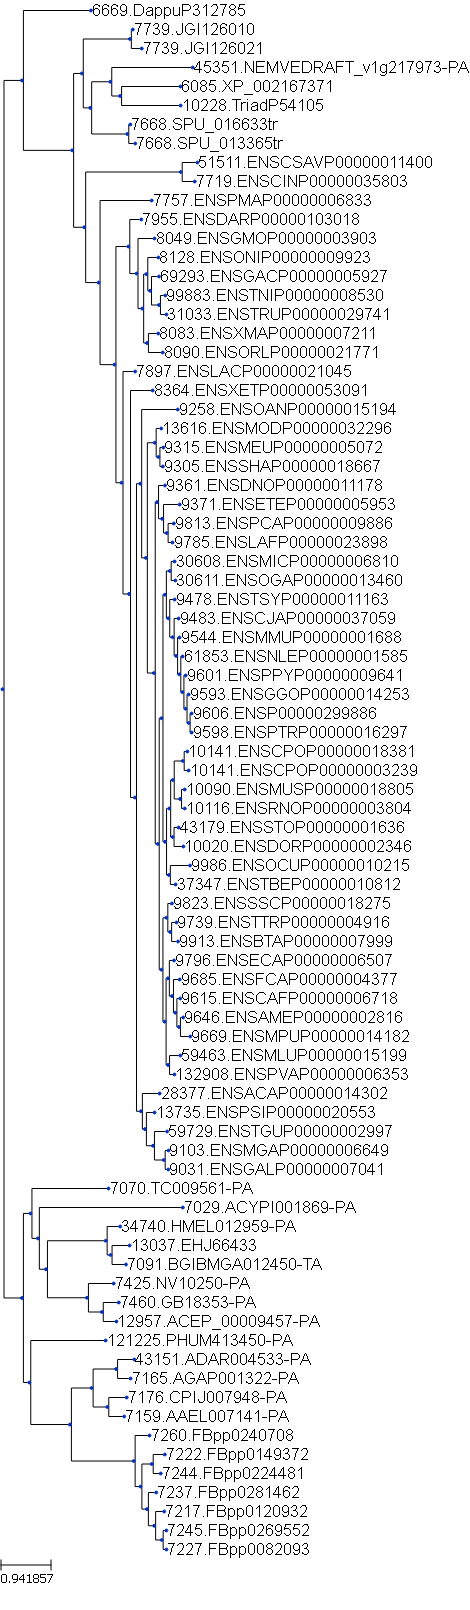 6669.DappuP312785
7739.JGI126010
7739.JGI126021
45351.NEMVEDRAFT_v1g217973-PA
6085.XP_002167371
10228.TriadP54105
7668.SPU_016633tr
7668.SPU_013365tr
51511.ENSCSAVP00000011400
7719.ENSCINP00000035803
7757.ENSPMAP00000006833
7955.ENSDARP00000103018
8049.ENSGMOP00000003903
8128.ENSONIP00000009923
69293.ENSGACP00000005927
99883.ENSTNIP00000008530
31033.ENSTRUP00000029741
8083.ENSXMAP00000007211
8090.ENSORLP00000021771
7897.ENSLACP00000021045
8364.ENSXETP00000053091
9258.ENSOANP00000015194
13616.ENSMODP00000032296
9315.ENSMEUP00000005072
9305.ENSSHAP00000018667
9361.ENSDNOP00000011178
9371.ENSETEP00000005953
9813.ENSPCAP00000009886
9785.ENSLAFP00000023898
30608.ENSMICP00000006810
30611.ENSOGAP00000013460
9478.ENSTSYP00000011163
9483.ENSCJAP00000037059
9544.ENSMMUP00000001688
61853.ENSNLEP00000001585
9601.ENSPPYP00000009641
9593.ENSGGOP00000014253
9606.ENSP00000299886
9598.ENSPTRP00000016297
10141.ENSCPOP00000018381
10141.ENSCPOP00000003239
10090.ENSMUSP00000018805
10116.ENSRNOP00000003804
43179.ENSSTOP00000001636
10020.ENSDORP00000002346
9986.ENSOCUP00000010215
37347.ENSTBEP00000010812
9823.ENSSSCP00000018275
9739.ENSTTRP00000004916
9913.ENSBTAP00000007999
9796.ENSECAP00000006507
9685.ENSFCAP00000004377
9615.ENSCAFP00000006718
9646.ENSAMEP00000002816
9669.ENSMPUP00000014182
59463.ENSMLUP00000015199
132908.ENSPVAP00000006353
28377.ENSACAP00000014302
13735.ENSPSIP00000020553
59729.ENSTGUP00000002997
9103.ENSMGAP00000006649
9031.ENSGALP00000007041
7070.TC009561-PA
7029.ACYPI001869-PA
34740.HMEL012959-PA
13037.EHJ66433
7091.BGIBMGA012450-TA
7425.NV10250-PA
7460.GB18353-PA
12957.ACEP_00009457-PA
121225.PHUM413450-PA
43151.ADAR004533-PA
7165.AGAP001322-PA
7176.CPIJ007948-PA
7159.AAEL007141-PA
7260.FBpp0240708
7222.FBpp0149372
7244.FBpp0224481
7237.FBpp0281462
7217.FBpp0120932
7245.FBpp0269552
7227.FBpp0082093
0.941857